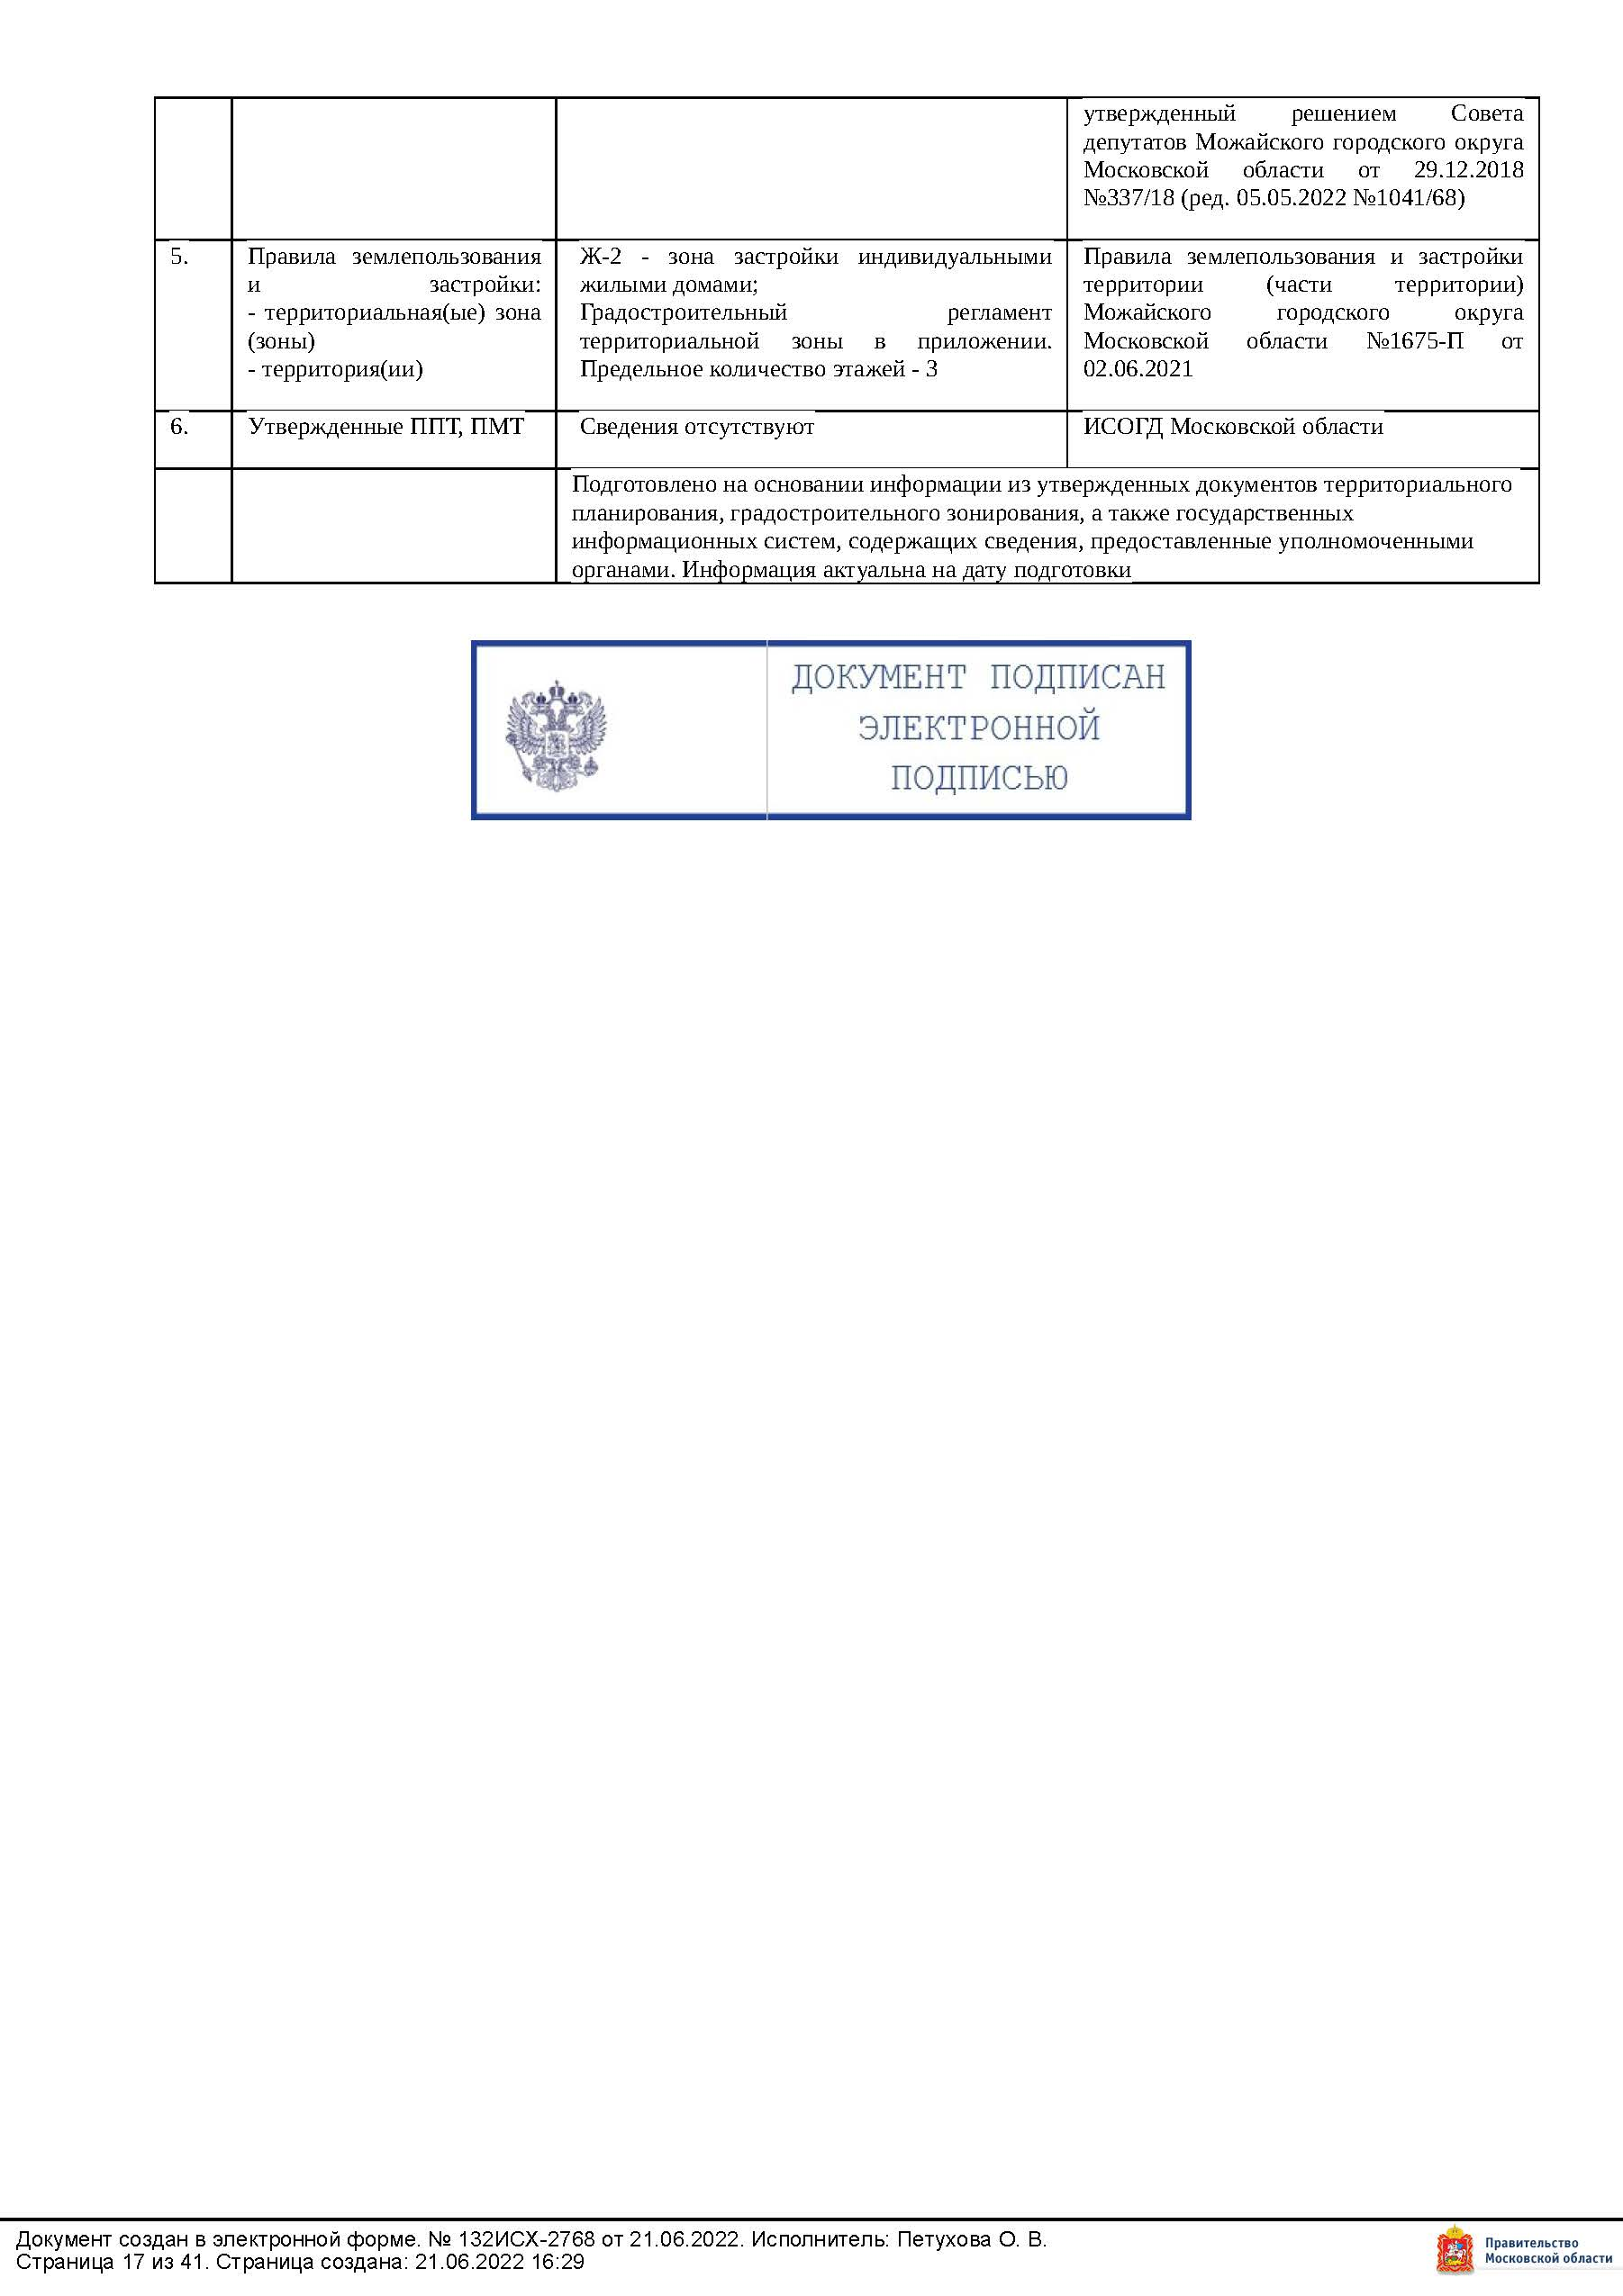 утвержденный решением Совета
депутатов Можайского городского округа
Московской области от 29.12.2018
№337/18 (ред. 05.05.2022 №1041/68)
5.
Правила землепользования
и застройки:
- территориальная(ые) зона
(зоны)
- территория(ии)
Ж-2 - зона застройки индивидуальными
жилыми домами;
Градостроительный регламент
территориальной зоны в приложении.
Предельное количество этажей - 3
Правила землепользования и застройки
территории (части территории)
Можайского городского округа
Московской области №1675-П от
02.06.2021
6.
Утвержденные ППТ, ПМТ
Сведения отсутствуют
ИСОГД Московской области
Подготовлено на основании информации из утвержденных документов территориального
планирования, градостроительного зонирования, а также государственных
информационных систем, содержащих сведения, предоставленные уполномоченными
органами. Информация актуальна на дату подготовки
ДОКУМЕНТ ПОДПИСАН
ЭЛЕКТРОННОЙ
ПОДПИСЬЮ
Документ создан в электронной форме. № 132ИСХ-2768 от 21.06.2022. Исполнитель: Петухова О. В.
Страница 17 из 41. Страница создана: 21.06.2022 16:29
Правительство
Московской области